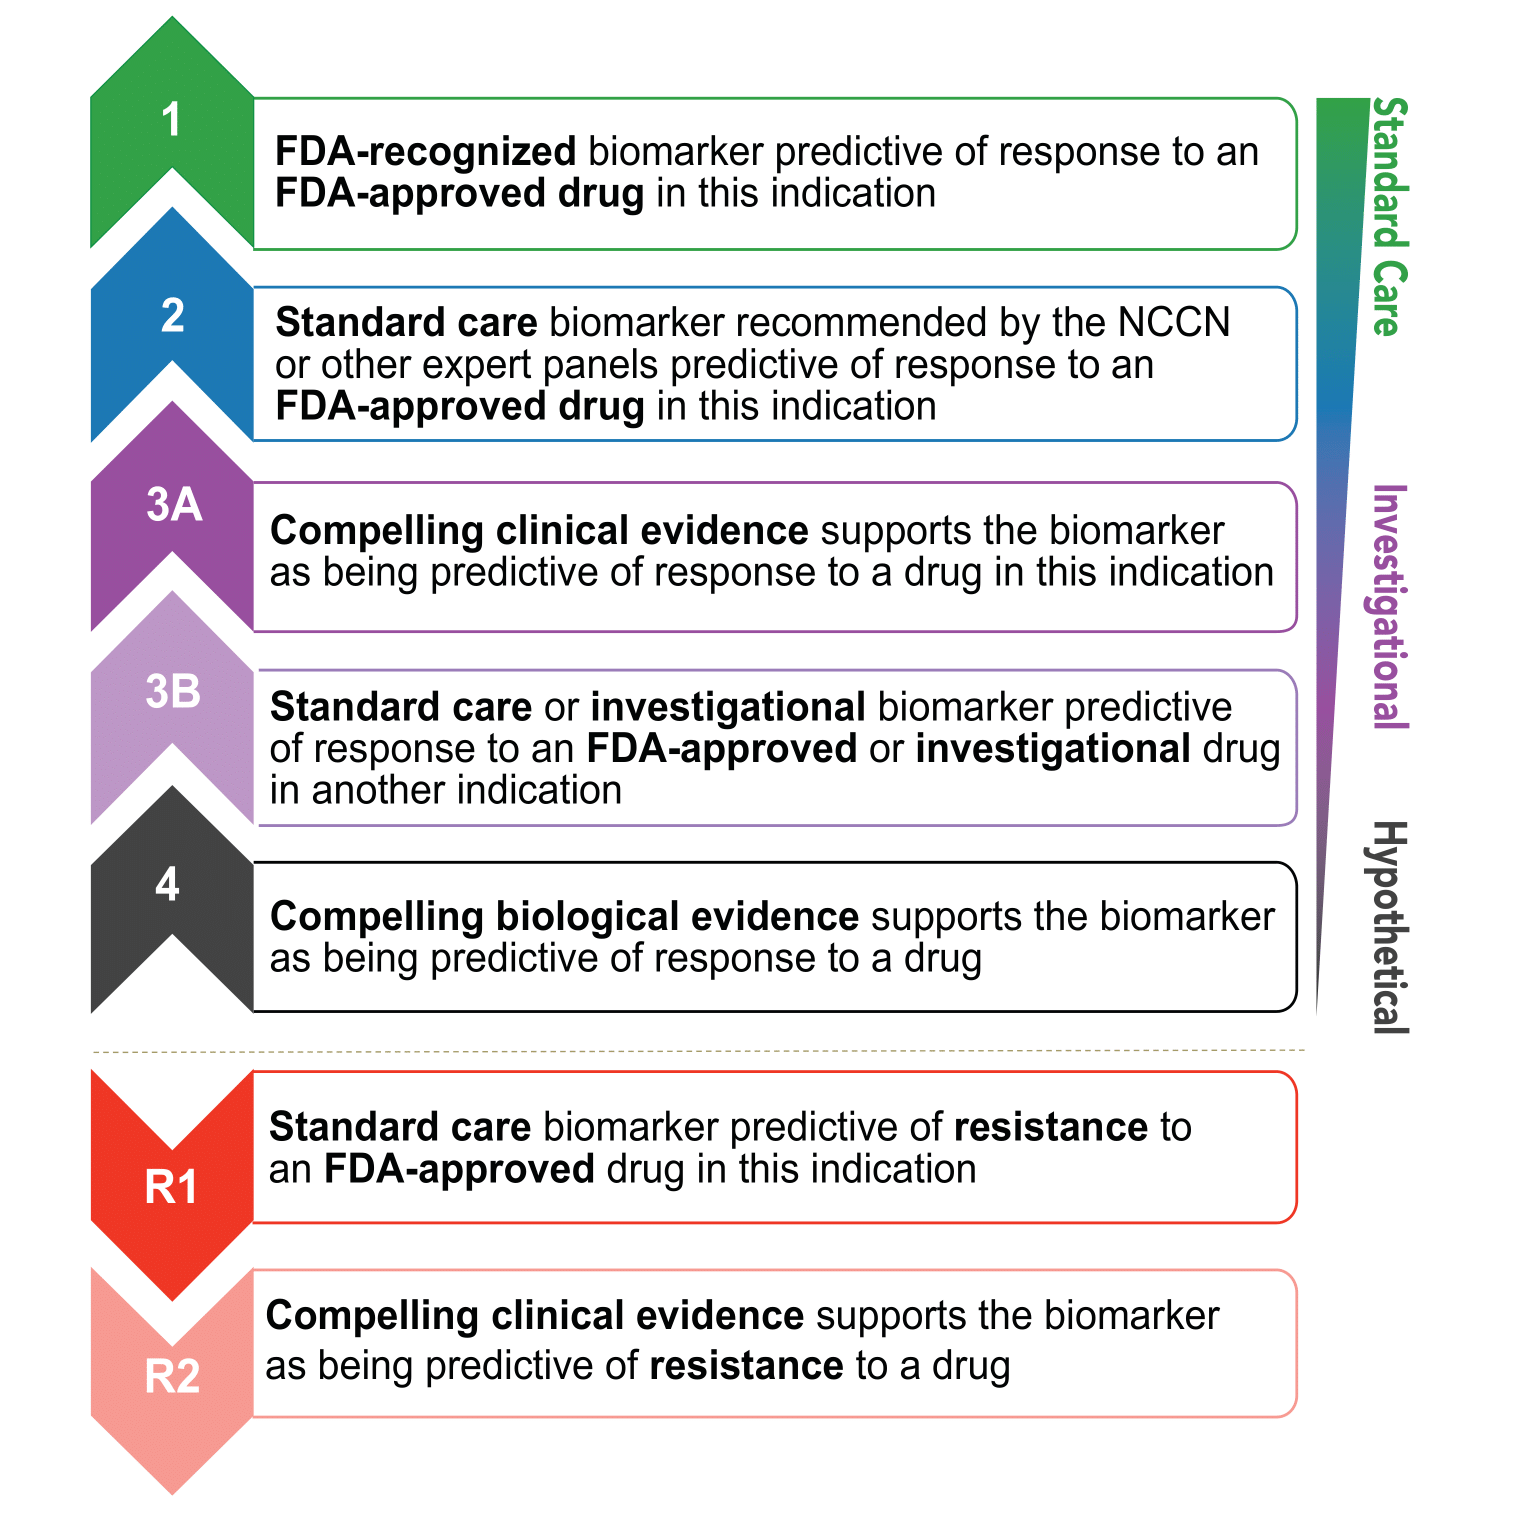 1
FDA-recognized biomarker predictive of response to an
FDA-approved drug in this indication
2
Standard care biomarker recommended by the NCCN
or other expert panels predictive of response to an
FDA-approved drug in this indication
3A
Compelling clinical evidence supports the biomarker
as being predictive of response to a drug in this indication
3B
Standard care or investigational biomarker predictive
of response to an FDA-approved or investigational drug
in another indication
4
Compelling biological evidence supports the biomarker
as being predictive of response to a drug
R1
Standard care biomarker predictive of resistance to
an FDA-approved drug in this indication
R2
Compelling clinical evidence supports the biomarker
as being predictive of resistance to a drug
Standard Care
Investigational
Hypothetical